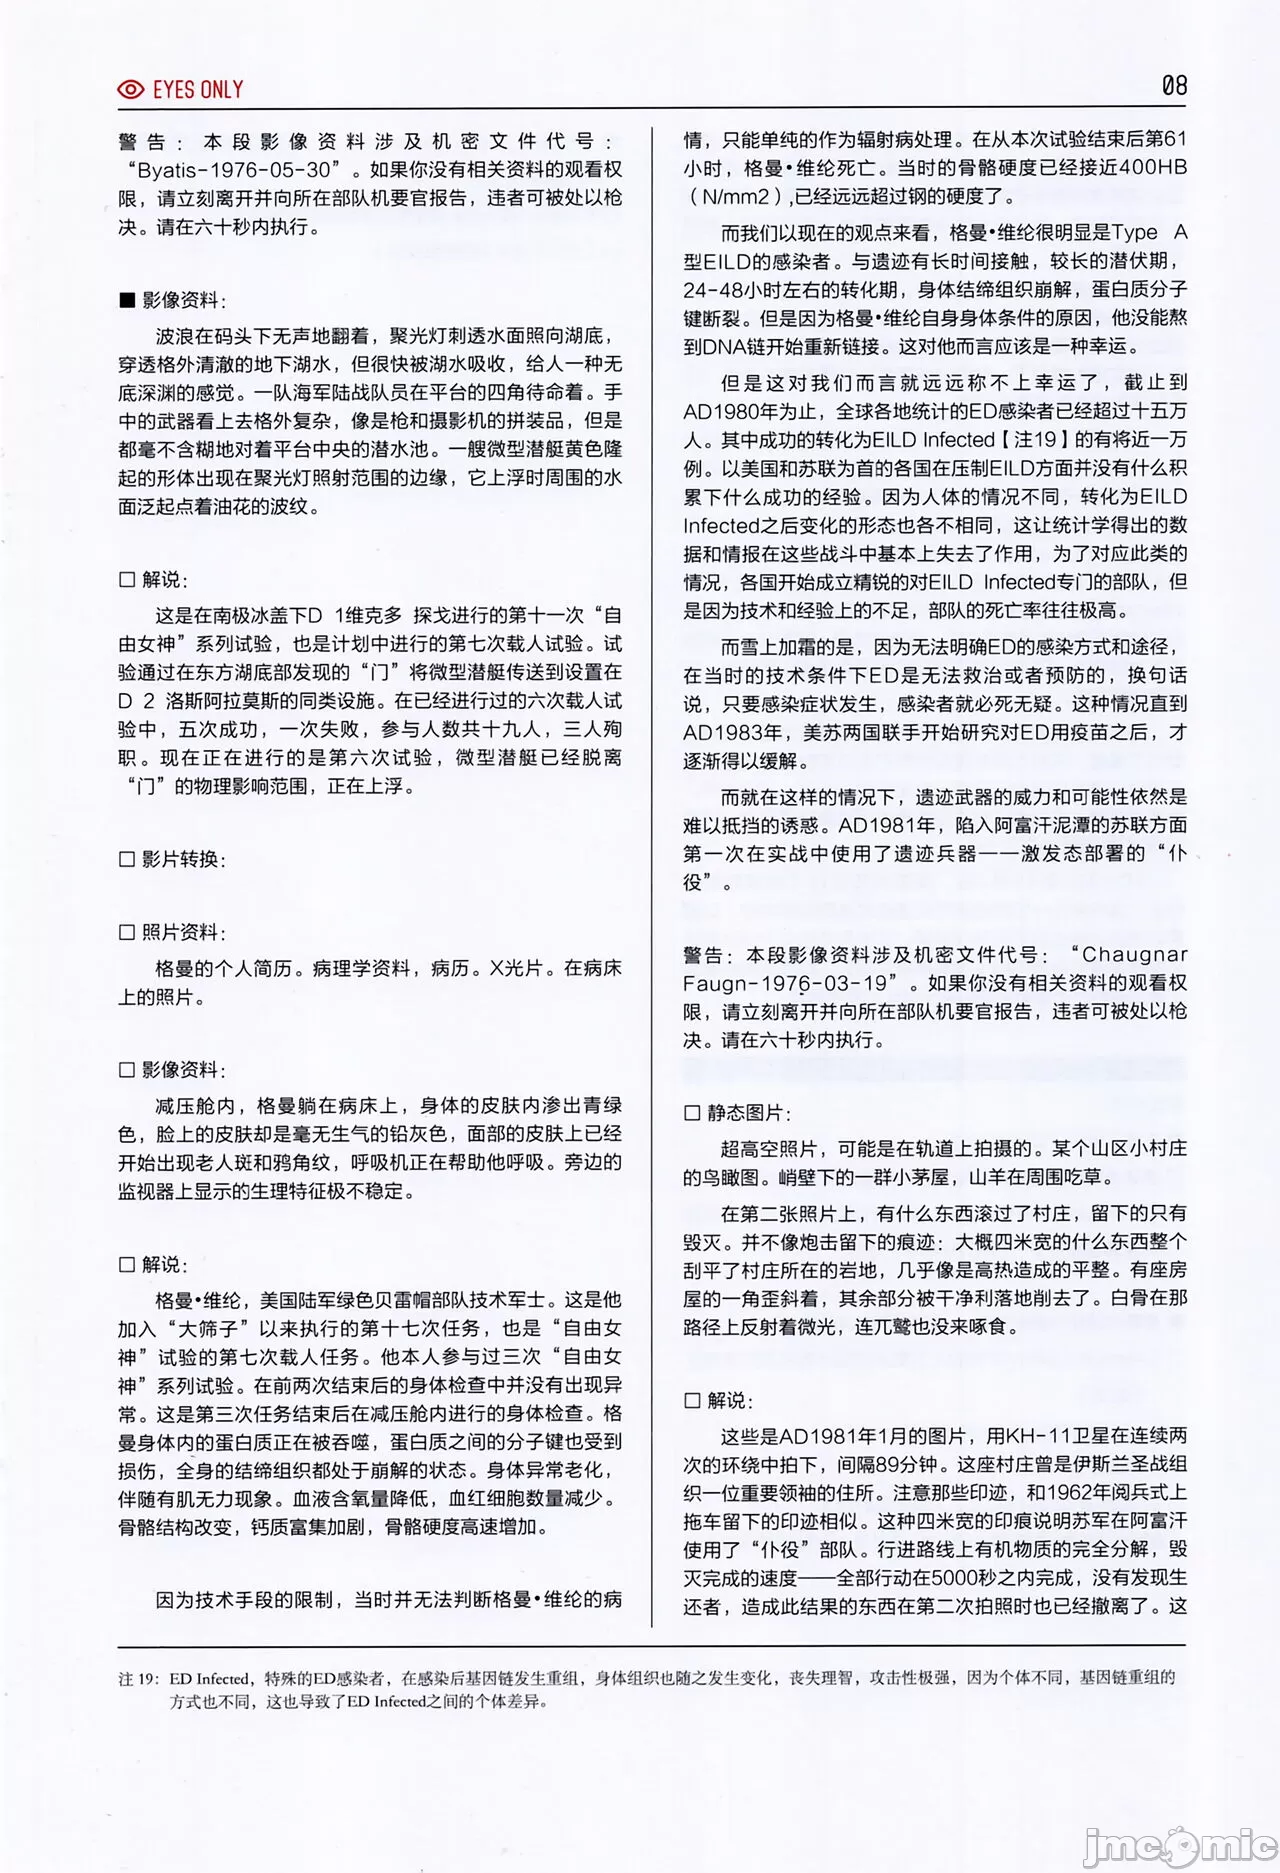 EYES ONLY
08
警告：本段影像资料涉及机密文件代号：
“Byatis-1976-05-30”。如果你没有相关资料的观看权
限，请立刻离开并向所在部队机要官报告，违者可被处以枪
决。请在六十秒内执行。
■ 影像资料：
波浪在码头下无声地翻着，聚光灯刺透水面照向湖底，
穿透格外清澈的地下湖水，但很快被湖水吸收，给人一种无
底深渊的感觉。一队海军陆战队员在平台的四角待命着。手
中的武器看上去格外复杂，像是枪和摄影机的拼装品，但是
都毫不含糊地对着平台中央的潜水池。一艘微型潜艇黄色隆
起的形体出现在聚光灯照射范围的边缘，它上浮时周围的水
面泛起点着油花的波纹。
□ 解说：
这是在南极冰盖下D 1维克多 探戈进行的第十一次“自
由女神”系列试验，也是计划中进行的第七次载人试验。试
验通过在东方湖底部发现的“门”将微型潜艇传送到设置在
D 2 洛斯阿拉莫斯的同类设施。在已经进行过的六次载人试
验中，五次成功，一次失败，参与人数共十九人，三人殉
职。现在正在进行的是第六次试验，微型潜艇已经脱离
“门”的物理影响范围，正在上浮。
□ 影片转换：
□ 照片资料：
格曼的个人简历。病理学资料，病历。X光片。在病床
上的照片。
□ 影像资料：
减压舱内，格曼躺在病床上，身体的皮肤内渗出青绿
色，脸上的皮肤却是毫无生气的铅灰色，面部的皮肤上已经
开始出现老人斑和鸦角纹，呼吸机正在帮助他呼吸。旁边的
监视器上显示的生理特征极不稳定。
□ 解说：
格曼•维纶，美国陆军绿色贝雷帽部队技术军士。这是他
加入“大筛子”以来执行的第十七次任务，也是“自由女
神”试验的第七次载人任务。他本人参与过三次“自由女
神”系列试验。在前两次结束后的身体检查中并没有出现异
常。这是第三次任务结束后在减压舱内进行的身体检查。格
曼身体内的蛋白质正在被吞噬，蛋白质之间的分子键也受到
损伤，全身的结缔组织都处于崩解的状态。身体异常老化，
伴随有肌无力现象。血液含氧量降低，血红细胞数量减少。
骨骼结构改变，钙质富集加剧，骨骼硬度高速增加。
因为技术手段的限制，当时并无法判断格曼•维纶的病
情，只能单纯的作为辐射病处理。在从本次试验结束后第61
小时，格曼•维纶死亡。当时的骨骼硬度已经接近400HB
（N/mm2）,已经远远超过钢的硬度了。
而我们以现在的观点来看，格曼•维纶很明显是Type A
型EILD的感染者。与遗迹有长时间接触，较长的潜伏期，
24-48小时左右的转化期，身体结缔组织崩解，蛋白质分子
键断裂。但是因为格曼•维纶自身身体条件的原因，他没能熬
到DNA链开始重新链接。这对他而言应该是一种幸运。
但是这对我们而言就远远称不上幸运了，截止到
AD1980年为止，全球各地统计的ED感染者已经超过十五万
人。其中成功的转化为EILD Infected【注19】的有将近一万
例。以美国和苏联为首的各国在压制EILD方面并没有什么积
累下什么成功的经验。因为人体的情况不同，转化为EILD
Infected之后变化的形态也各不相同，这让统计学得出的数
据和情报在这些战斗中基本上失去了作用，为了对应此类的
情况，各国开始成立精锐的对EILD Infected专门的部队，但
是因为技术和经验上的不足，部队的死亡率往往极高。
而雪上加霜的是，因为无法明确ED的感染方式和途径，
在当时的技术条件下ED是无法救治或者预防的，换句话
说，只要感染症状发生，感染者就必死无疑。这种情况直到
AD1983年，美苏两国联手开始研究对ED用疫苗之后，才
逐渐得以缓解。
而就在这样的情况下，遗迹武器的威力和可能性依然是
难以抵挡的诱惑。AD1981年，陷入阿富汗泥潭的苏联方面
第一次在实战中使用了遗迹兵器——激发态部署的“仆
役”。
警告：本段影像资料涉及机密文件代号：“Chaugnar
Faugn-1976-03-19”。如果你没有相关资料的观看权
限，请立刻离开并向所在部队机要官报告，违者可被处以枪
决。请在六十秒内执行。
□ 静态图片：
超高空照片，可能是在轨道上拍摄的。某个山区小村庄
的鸟瞰图。峭壁下的一群小茅屋，山羊在周围吃草。
在第二张照片上，有什么东西滚过了村庄，留下的只有
毁灭。并不像炮击留下的痕迹：大概四米宽的什么东西整个
刮平了村庄所在的岩地，几乎像是高热造成的平整。有座房
屋的一角歪斜着，其余部分被干净利落地削去了。白骨在那
路径上反射着微光，连兀鹫也没来啄食。
□ 解说：
这些是AD1981年1月的图片，用KH-11卫星在连续两
次的环绕中拍下，间隔89分钟。这座村庄曾是伊斯兰圣战组
织一位重要领袖的住所。注意那些印迹，和1962年阅兵式上
拖车留下的印迹相似。这种四米宽的印痕说明苏军在阿富汗
使用了“仆役”部队。行进路线上有机物质的完全分解，毁
灭完成的速度——全部行动在5000秒之内完成，没有发现生
还者，造成此结果的东西在第二次拍照时也已经撤离了。这
注 19： ED Infected，特殊的ED感染者，在感染后基因链发生重组，身体组织也随之发生变化，丧失理智，攻击性极强，因为个体不同，基因链重组的
方式也不同，这也导致了ED Infected之间的个体差异。
jmcomic